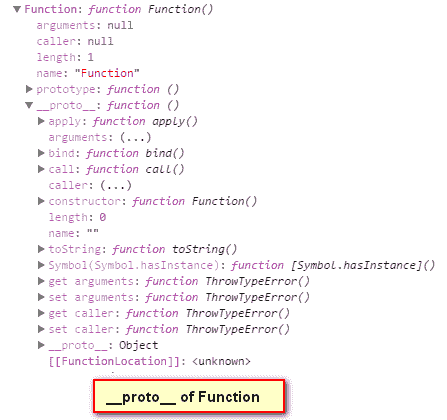 Function: function Function()
arguments: null
caller: null
length: 1
name: "Function"
prototype: function ()
__proto__: function ()
apply: function apply()
arguments: (...)
bind: function bind()
call: function call()
caller: (...)
constructor: function Function()
length: 0
name: ""
toString: function toString()
Symbol(Symbol.hasInstance): function [Symbol.hasInstance]()
get arguments: function ThrowTypeError()
set arguments: function ThrowTypeError()
get caller: function ThrowTypeError()
set caller: function ThrowTypeError()
__proto__: Object
[[FunctionLocation]]: <unknown>
__proto__ of Function